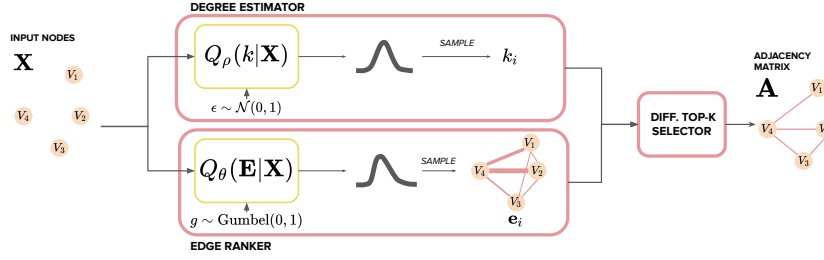 DEGREE ESTIMATOR
INPUT NODES
X
V₁
V₄
V₂
V₃
Qρ(k|X)
ϵ ∼ 𝒩(0, 1)
SAMPLE
kᵢ
Qθ(E|X)
g ∼ Gumbel(0, 1)
SAMPLE
V₁
V₄
V₂
V₃
eᵢ
EDGE RANKER
DIFF. TOP-K
SELECTOR
ADJACENCY
MATRIX
A
V₁
V₄
V₃